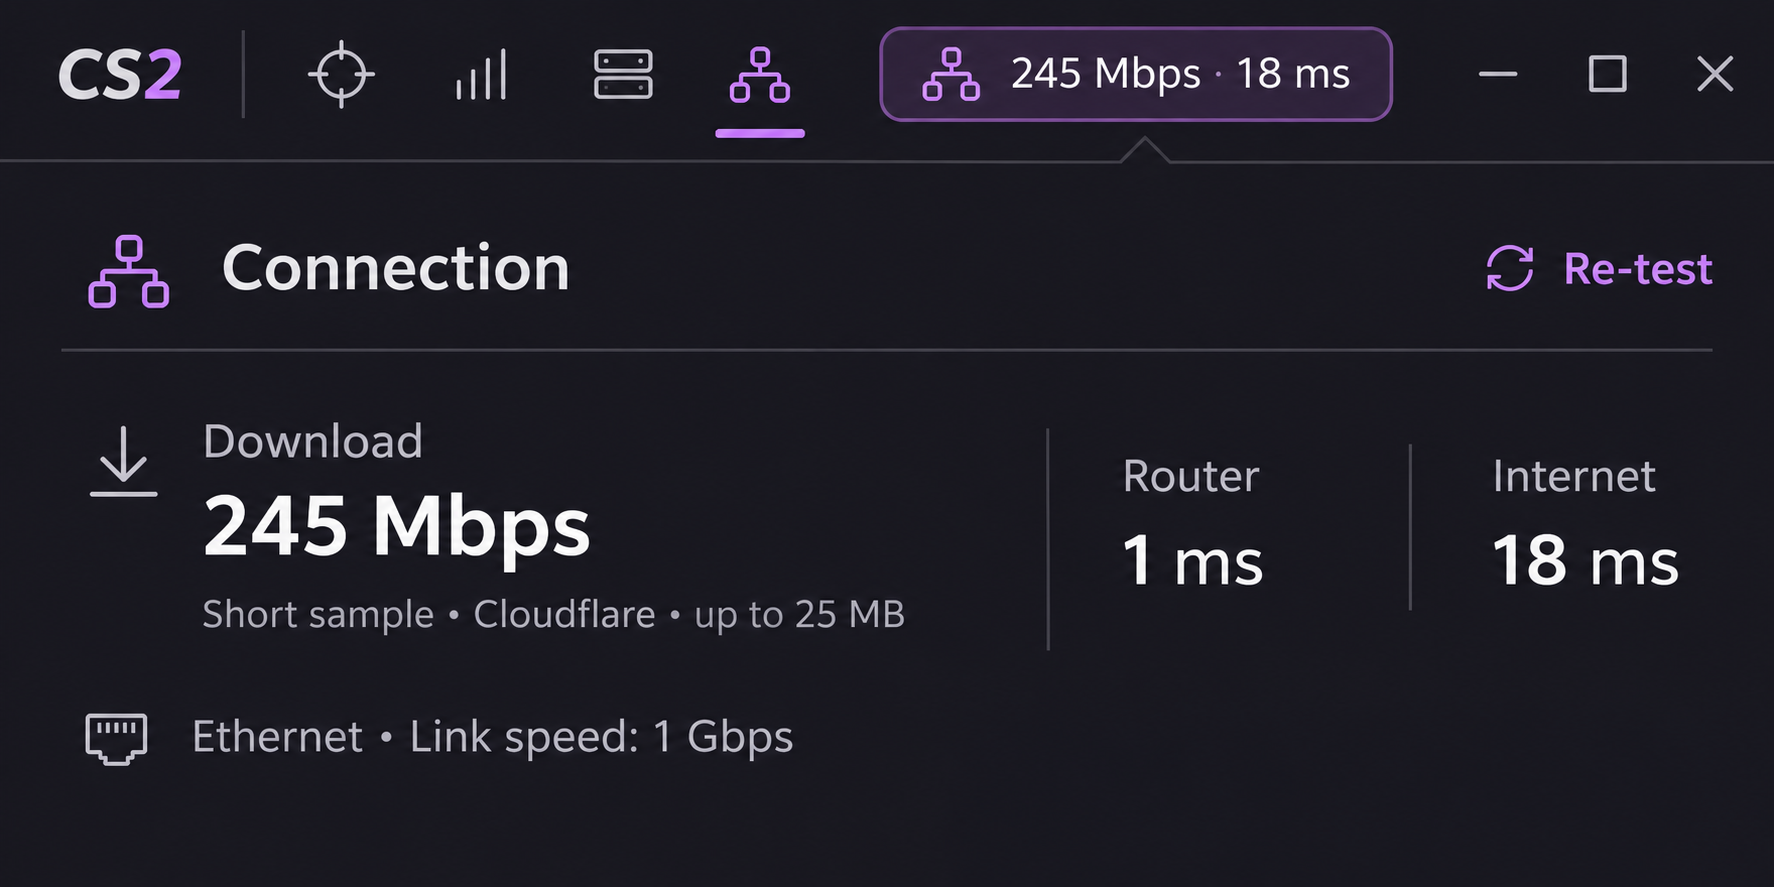 CS2
245 Mbps · 18 ms
Connection
Re-test
Download
245 Mbps
Short sample • Cloudflare • up to 25 MB
Router
1 ms
Internet
18 ms
Ethernet • Link speed: 1 Gbps